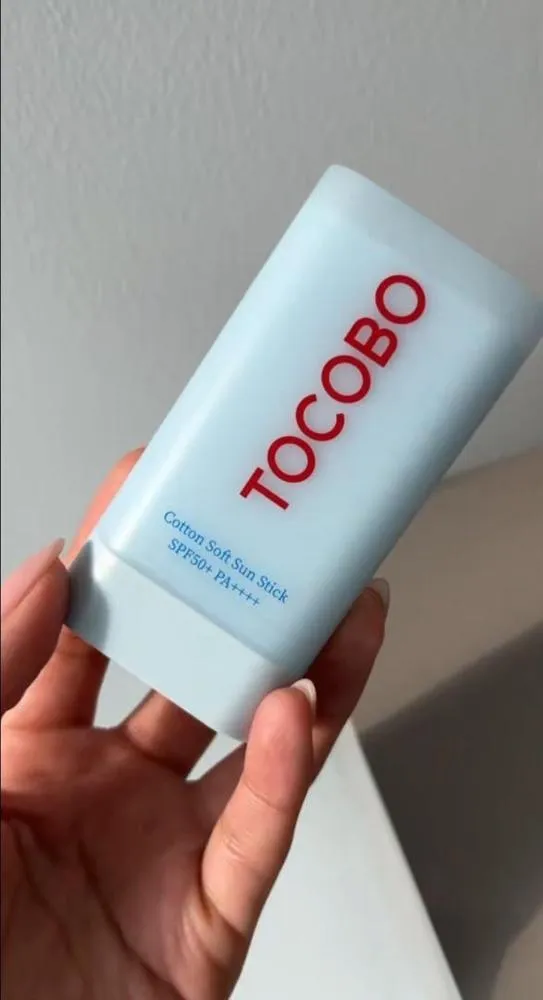 TOCOBO
Cotton Soft Sun Stick
SPF50+ PA++++